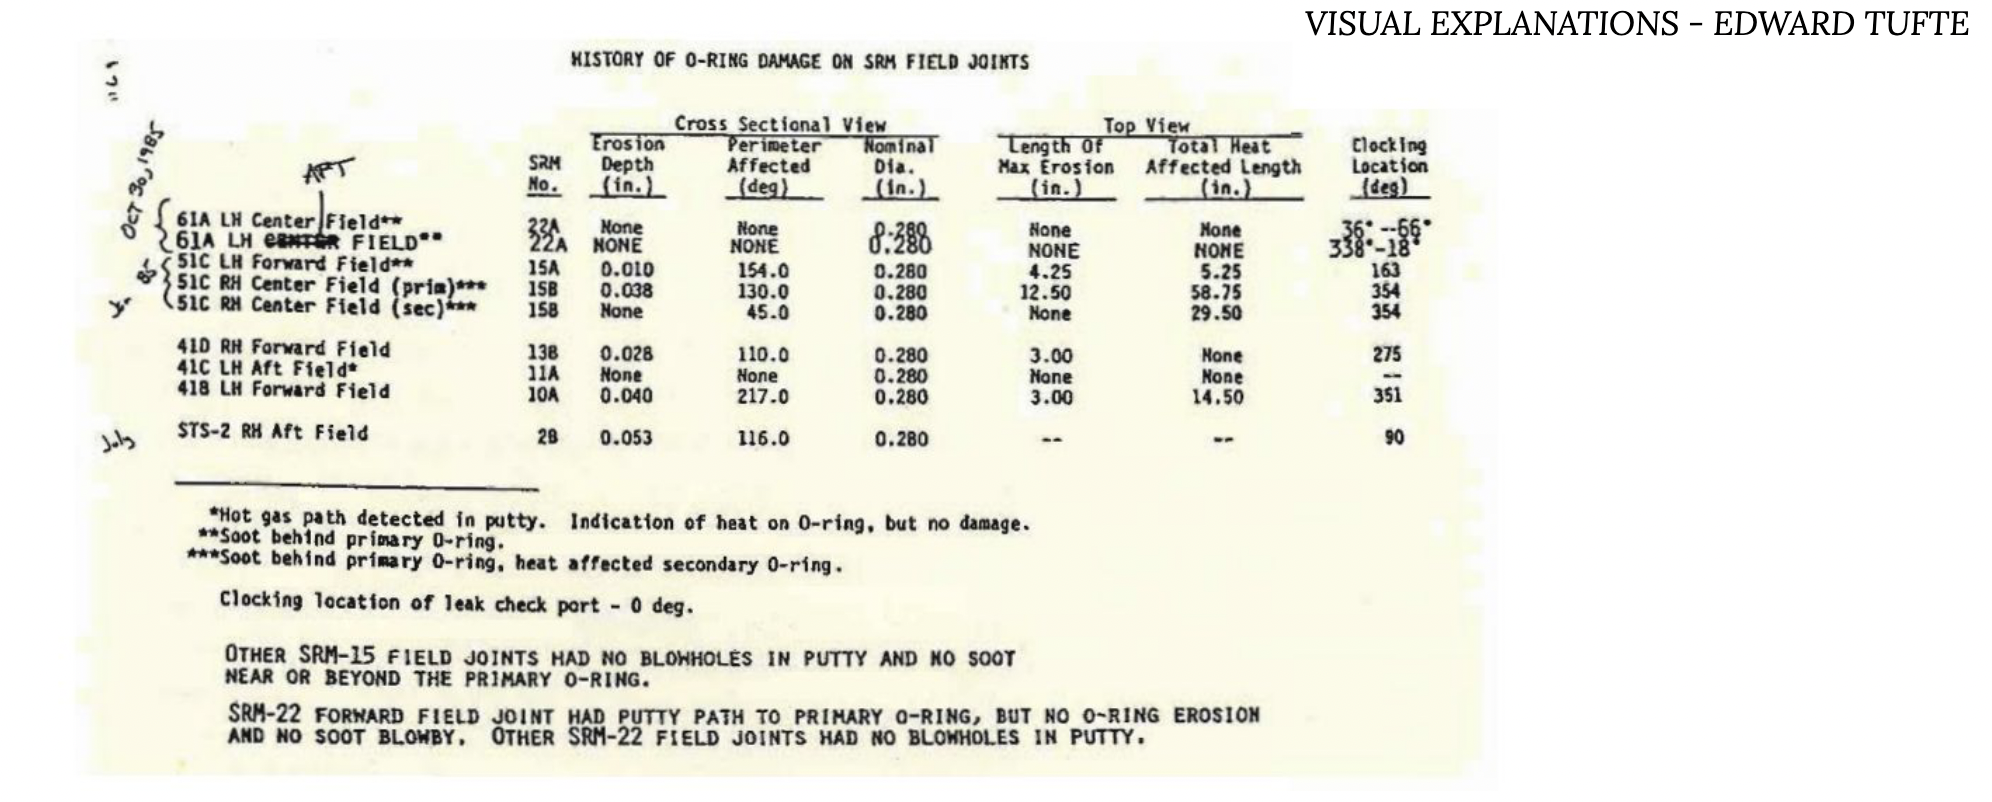 VISUAL EXPLANATIONS - EDWARD TUFTE
HISTORY OF O-RING DAMAGE ON SRM FIELD JOINTS
Cross Sectional View Top View
Erosion Perimeter Nominal Length Of Total Heat Clocking
SRM Depth Affected Dia. Max Erosion Affected Length Location
No. (in.) (deg) (in.) (in.) (in.) (deg)
OCT 30, 1985
AFT
61A LH Center Field** 22A None None 0.280 None None 36°--66°
61A LH CENTER FIELD** 22A NONE NONE 0.280 NONE NONE 338°-18°
51C LH Forward Field** 15A 0.010 154.0 0.280 4.25 5.25 163
51C RH Center Field (prim)*** 15B 0.038 130.0 0.280 12.50 58.75 354
51C RH Center Field (sec)*** 15B None 45.0 0.280 None 29.50 354
85
41D RH Forward Field 13B 0.028 110.0 0.280 3.00 None 275
41C LH Aft Field* 11A None None 0.280 None None --
41B LH Forward Field 10A 0.040 217.0 0.280 3.00 14.50 351
STS-2 RH Aft Field 2B 0.053 116.0 0.280 -- -- 90
*Hot gas path detected in putty. Indication of heat on O-ring, but no damage.
**Soot behind primary O-ring.
***Soot behind primary O-ring, heat affected secondary O-ring.
Clocking location of leak check port - 0 deg.
OTHER SRM-15 FIELD JOINTS HAD NO BLOWHOLES IN PUTTY AND NO SOOT
NEAR OR BEYOND THE PRIMARY O-RING.
SRM-22 FORWARD FIELD JOINT HAD PUTTY PATH TO PRIMARY O-RING, BUT NO O-RING EROSION
AND NO SOOT BLOWBY. OTHER SRM-22 FIELD JOINTS HAD NO BLOWHOLES IN PUTTY.